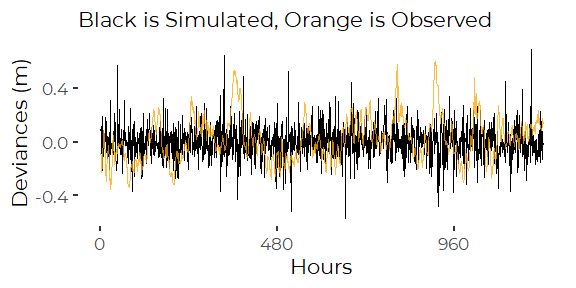 Black is Simulated, Orange is Observed
Deviances (m)
0.4
0.0
-0.4
0
480
960
Hours